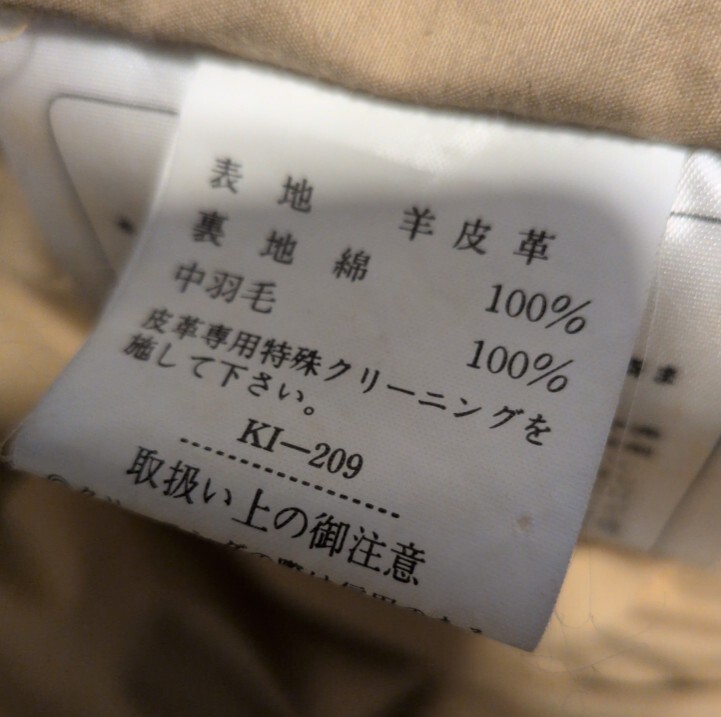 表地 羊皮革
裏地 綿 100%
中羽毛 100%
皮革専用特殊クリーニングを
施して下さい。
KI-209
取扱い上の御注意